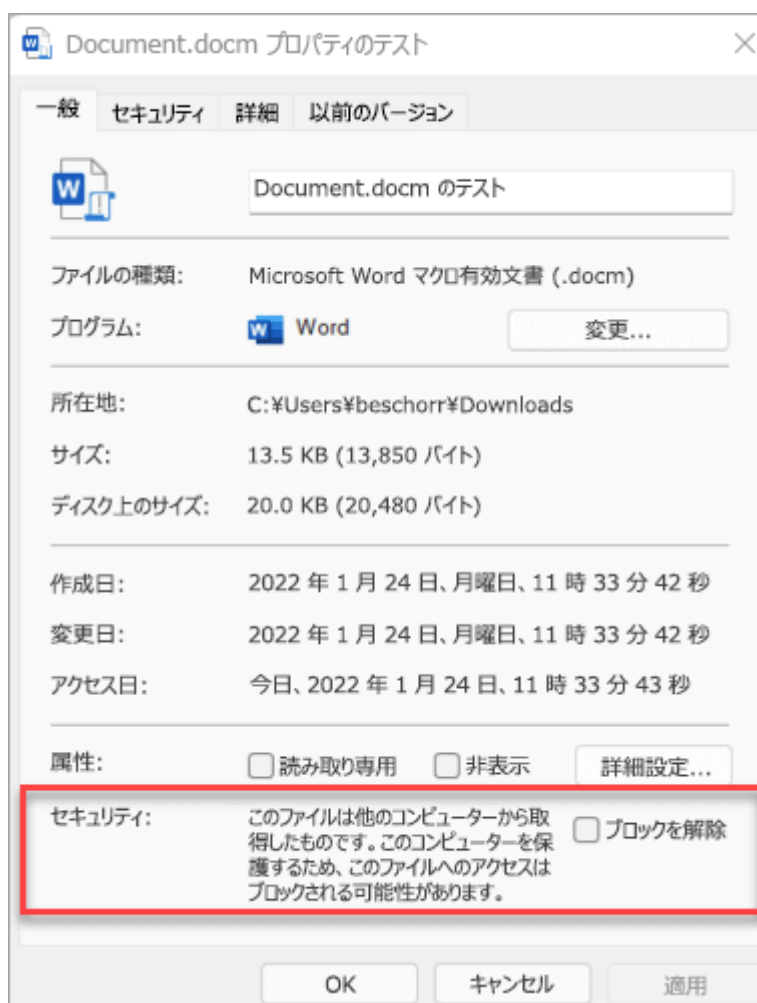 Document.docm プロパティのテスト
一般 セキュリティ 詳細 以前のバージョン
Document.docm のテスト
ファイルの種類: Microsoft Word マクロ有効文書 (.docm)
プログラム: Word 変更...
所在地: C:¥Users¥beschorr¥Downloads
サイズ: 13.5 KB (13,850 バイト)
ディスク上のサイズ: 20.0 KB (20,480 バイト)
作成日: 2022 年 1 月 24 日、月曜日、11 時 33 分 42 秒
変更日: 2022 年 1 月 24 日、月曜日、11 時 33 分 42 秒
アクセス日: 今日、2022 年 1 月 24 日、11 時 33 分 43 秒
属性: 読み取り専用 非表示 詳細設定...
セキュリティ: このファイルは他のコンピューターから取
得したものです。このコンピューターを保
護するため、このファイルへのアクセスは
ブロックされる可能性があります。
ブロックを解除
OK キャンセル 適用